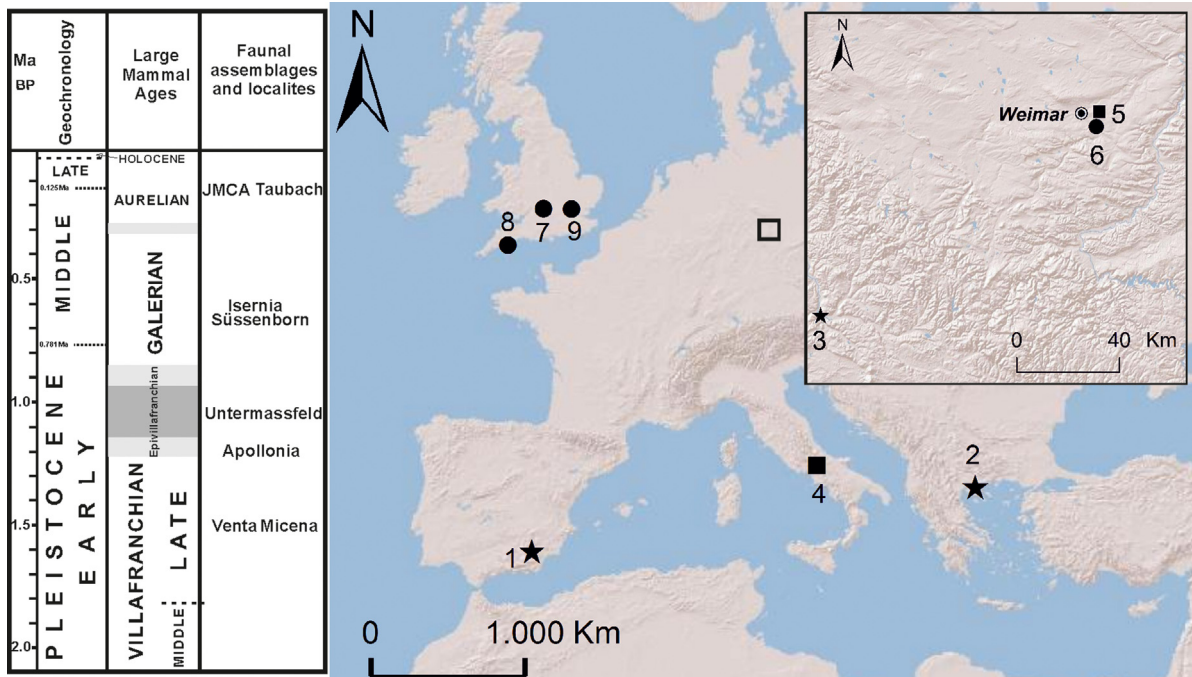 Ma
BP
Geochronology
Large
Mammal
Ages
Faunal
assemblages
and localites
HOLOCENE
LATE
0.125Ma
AURELIAN
JMCA Taubach
MIDDLE
0.5
GALERIAN
Isernia
Süssenborn
0.781Ma
PLEISTOCENE
EARLY
1.0
Epivillafranchian
Untermassfeld
Apollonia
VILLAFRANCHIAN
LATE
1.5
Venta Micena
MIDDLE
2.0
N
8
7
9
1
2
4
0
1.000 Km
N
Weimar
5
6
3
0
40 Km